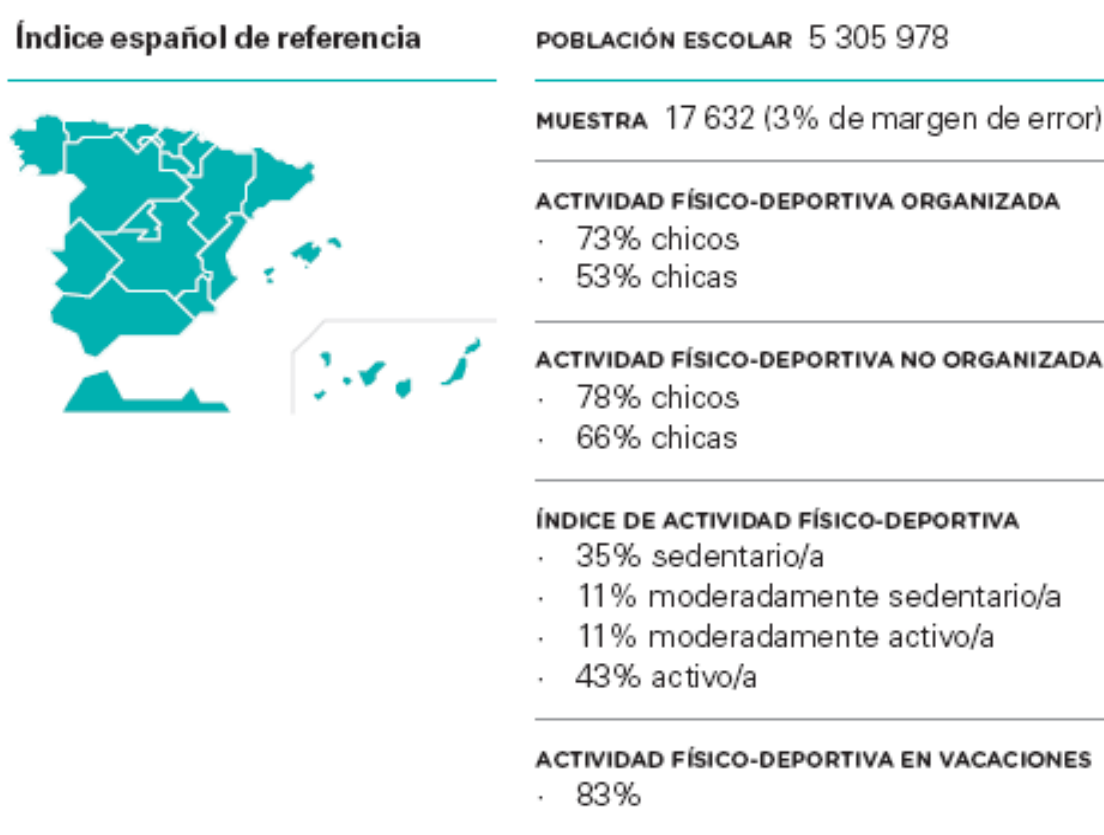 Índice español de referencia
POBLACIÓN ESCOLAR 5 305 978
MUESTRA 17 632 (3% de margen de error)
ACTIVIDAD FÍSICO-DEPORTIVA ORGANIZADA
· 73% chicos
· 53% chicas
ACTIVIDAD FÍSICO-DEPORTIVA NO ORGANIZADA
· 78% chicos
· 66% chicas
ÍNDICE DE ACTIVIDAD FÍSICO-DEPORTIVA
· 35% sedentario/a
· 11% moderadamente sedentario/a
· 11% moderadamente activo/a
· 43% activo/a
ACTIVIDAD FÍSICO-DEPORTIVA EN VACACIONES
· 83%